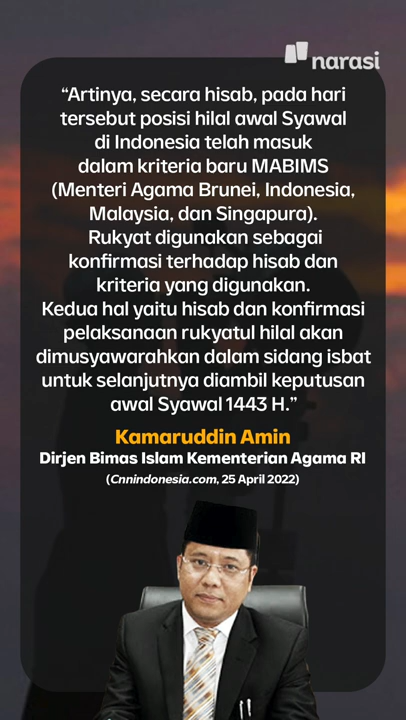 narasi
“Artinya, secara hisab, pada hari
tersebut posisi hilal awal Syawal
di Indonesia telah masuk
dalam kriteria baru MABIMS
(Menteri Agama Brunei, Indonesia,
Malaysia, dan Singapura).
Rukyat digunakan sebagai
konfirmasi terhadap hisab dan
kriteria yang digunakan.
Kedua hal yaitu hisab dan konfirmasi
pelaksanaan rukyatul hilal akan
dimusyawarahkan dalam sidang isbat
untuk selanjutnya diambil keputusan
awal Syawal 1443 H.”
Kamaruddin Amin
Dirjen Bimas Islam Kementerian Agama RI
(Cnnindonesia.com, 25 April 2022)